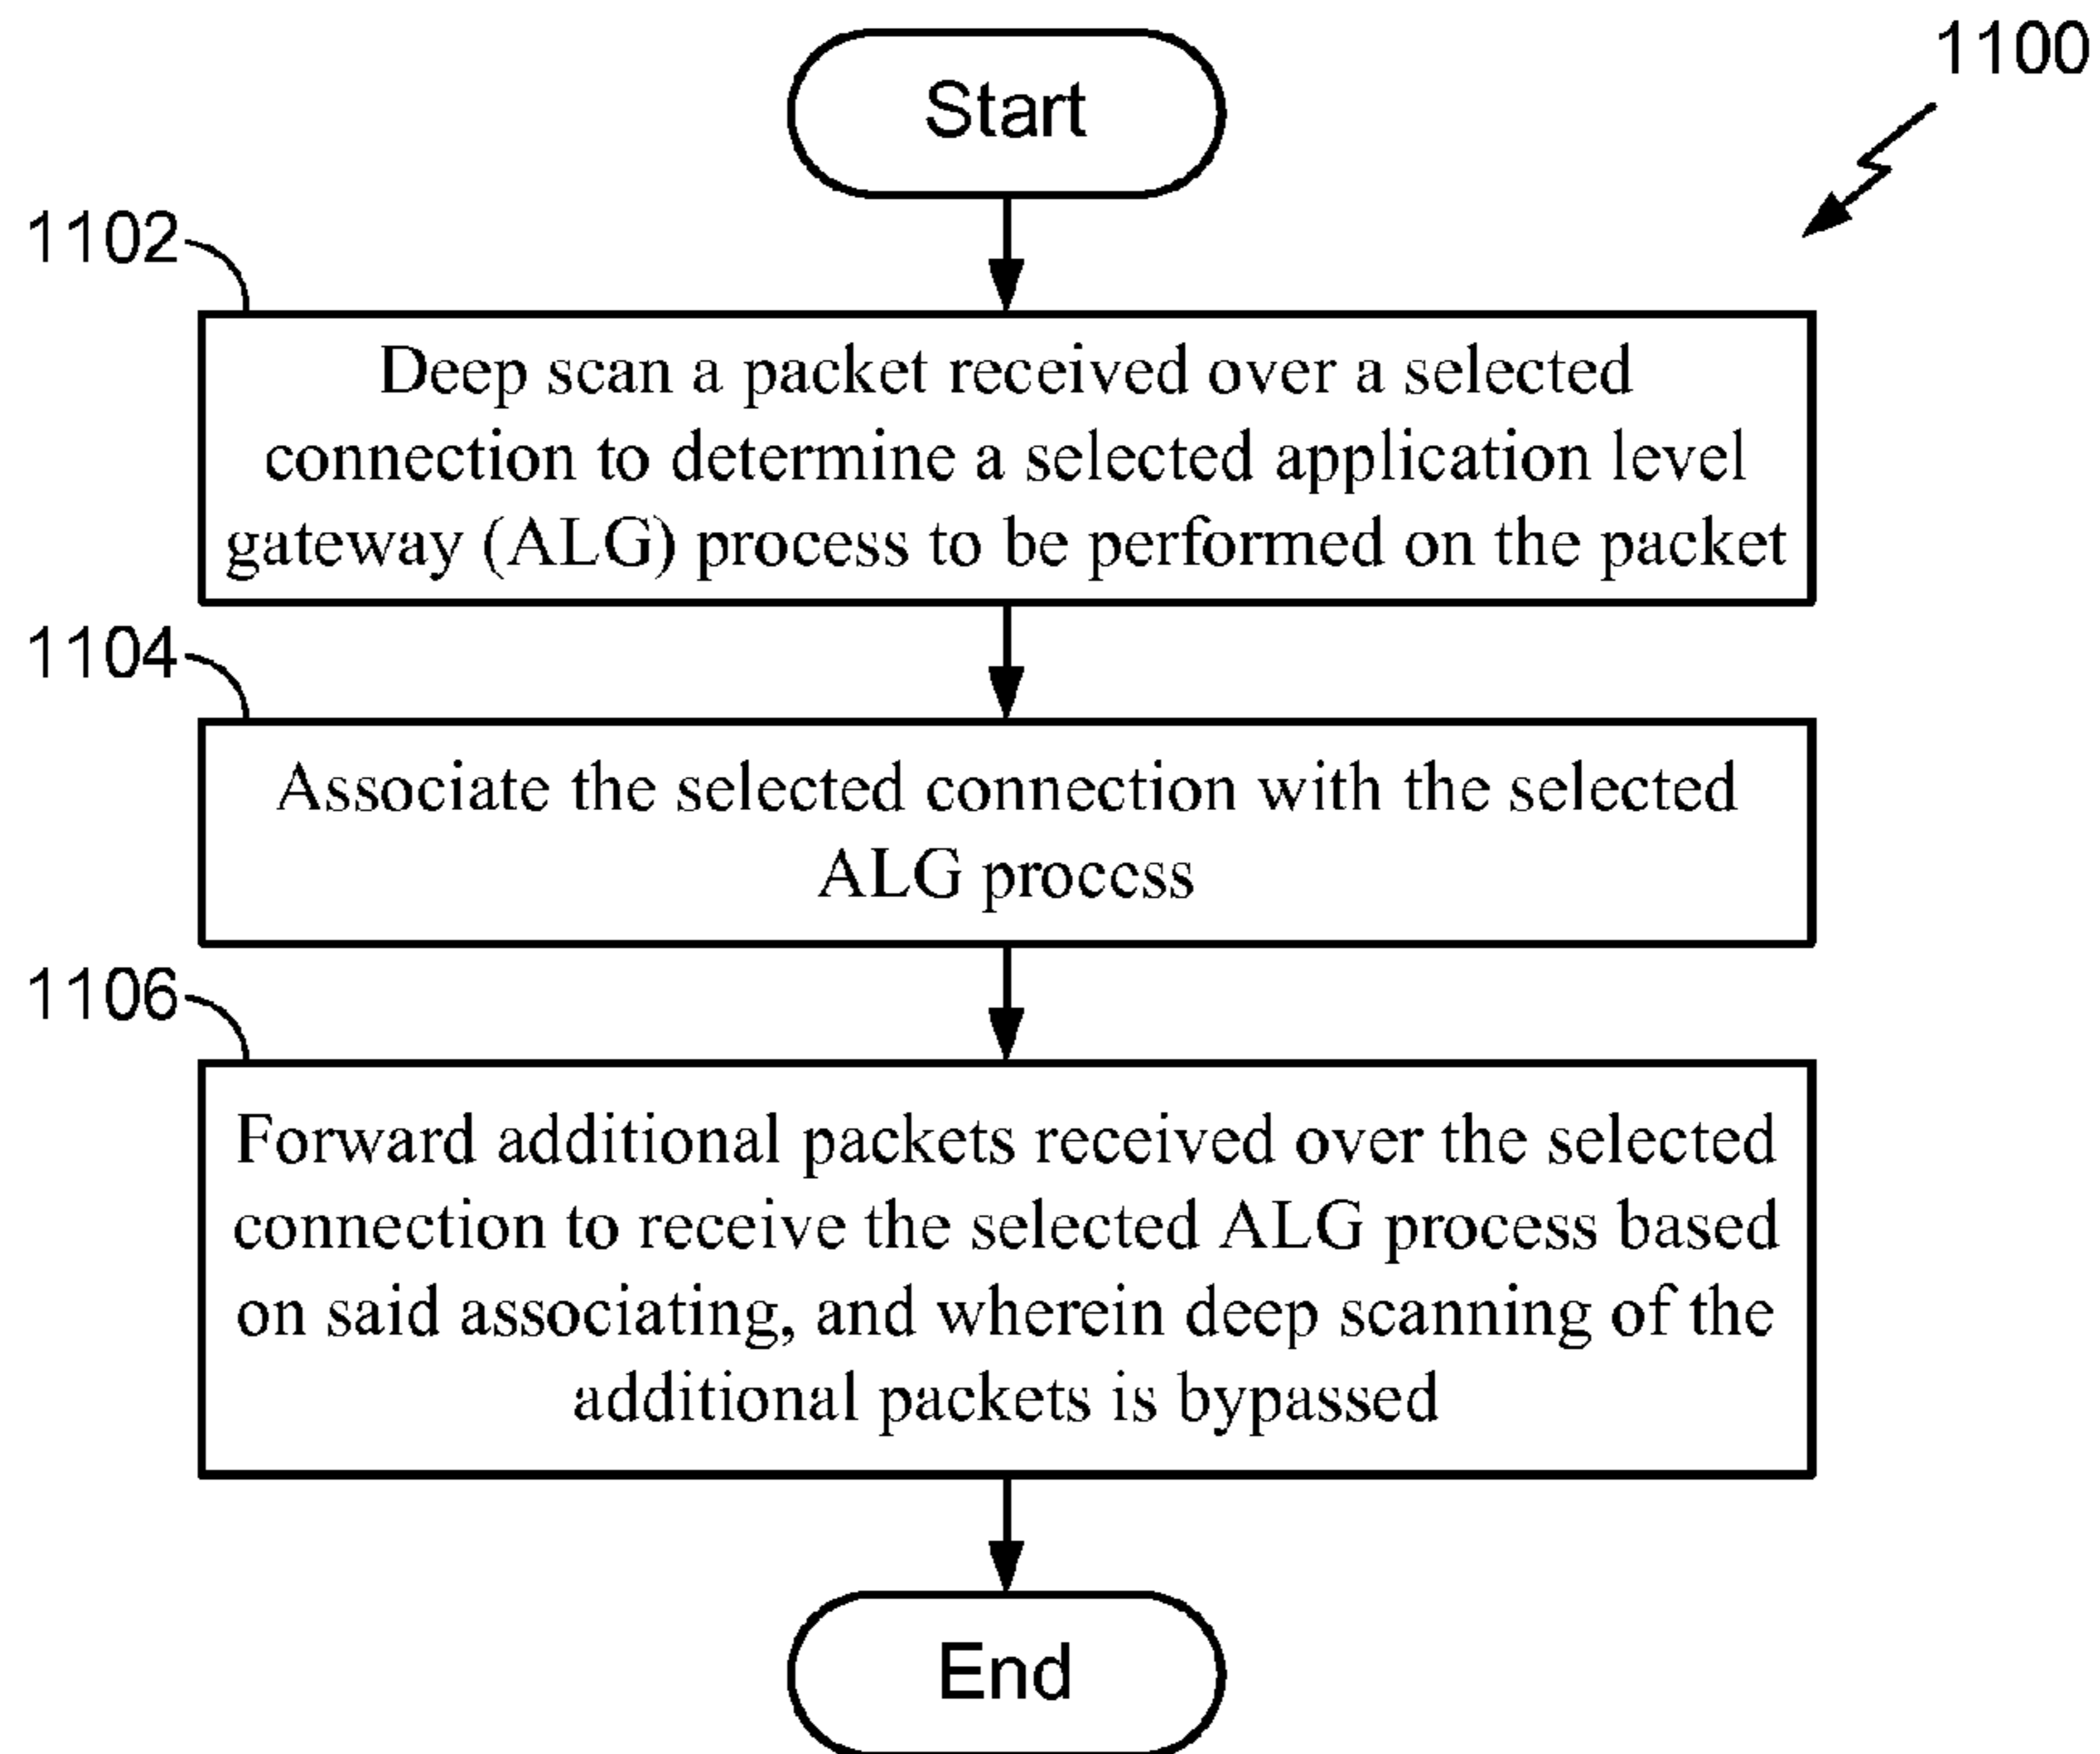 1100
Start
1102
Deep scan a packet received over a selected
connection to determine a selected application level
gateway (ALG) process to be performed on the packet
1104
Associate the selected connection with the selected
ALG process
1106
Forward additional packets received over the selected
connection to receive the selected ALG process based
on said associating, and wherein deep scanning of the
additional packets is bypassed
End